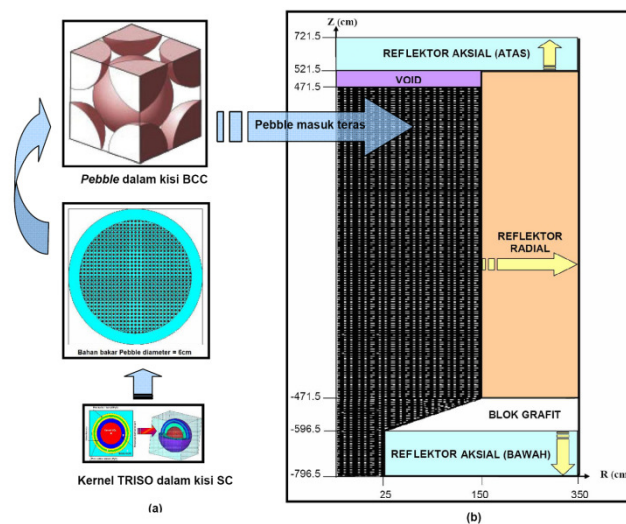 Pebble dalam kisi BCC
Bahan bakar Pebble diameter = 6cm
Kernel TRISO dalam kisi SC
(a)
Pebble masuk teras
Z (cm)
721.5
REFLEKTOR AKSIAL (ATAS)
521.5
VOID
471.5
REFLEKTOR
RADIAL
-471.5
BLOK GRAFIT
-596.5
REFLEKTOR AKSIAL (BAWAH)
-796.5
R (cm)
25
150
350
(b)